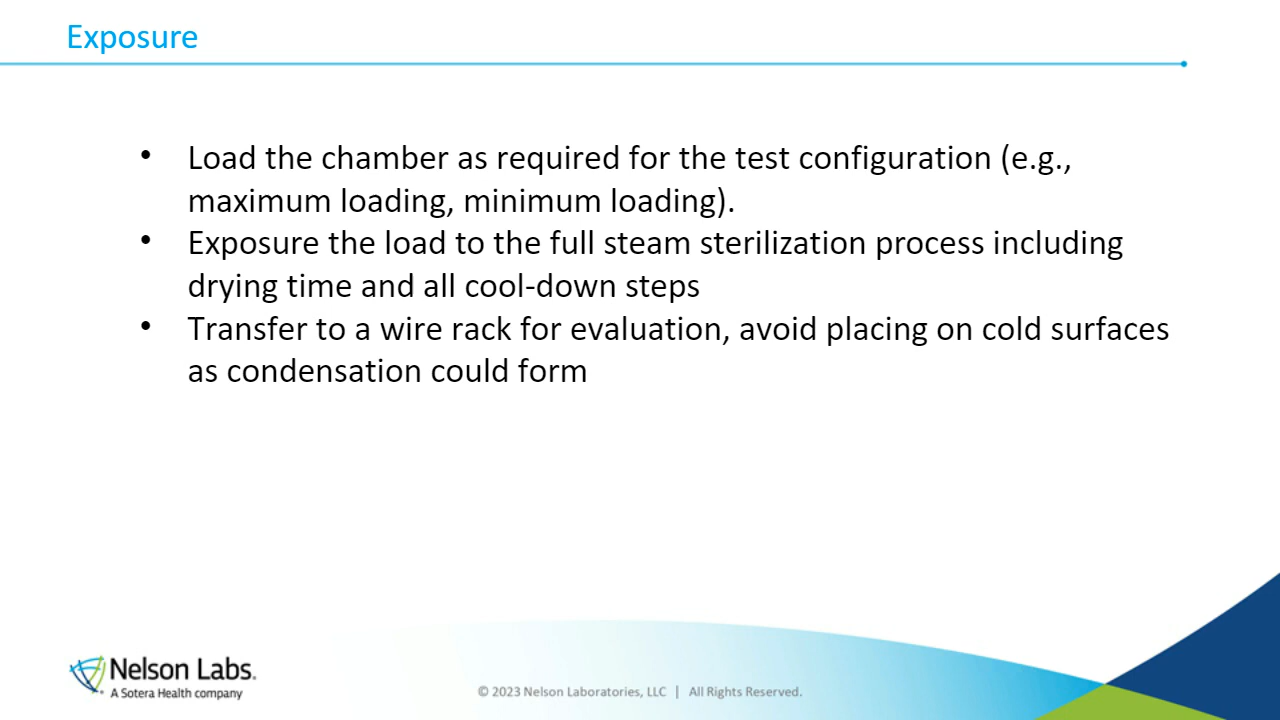 Exposure
• Load the chamber as required for the test configuration (e.g.,
maximum loading, minimum loading).
• Exposure the load to the full steam sterilization process including
drying time and all cool-down steps
• Transfer to a wire rack for evaluation, avoid placing on cold surfaces
as condensation could form
Nelson Labs.
A Sotera Health company
© 2023 Nelson Laboratories, LLC | All Rights Reserved.